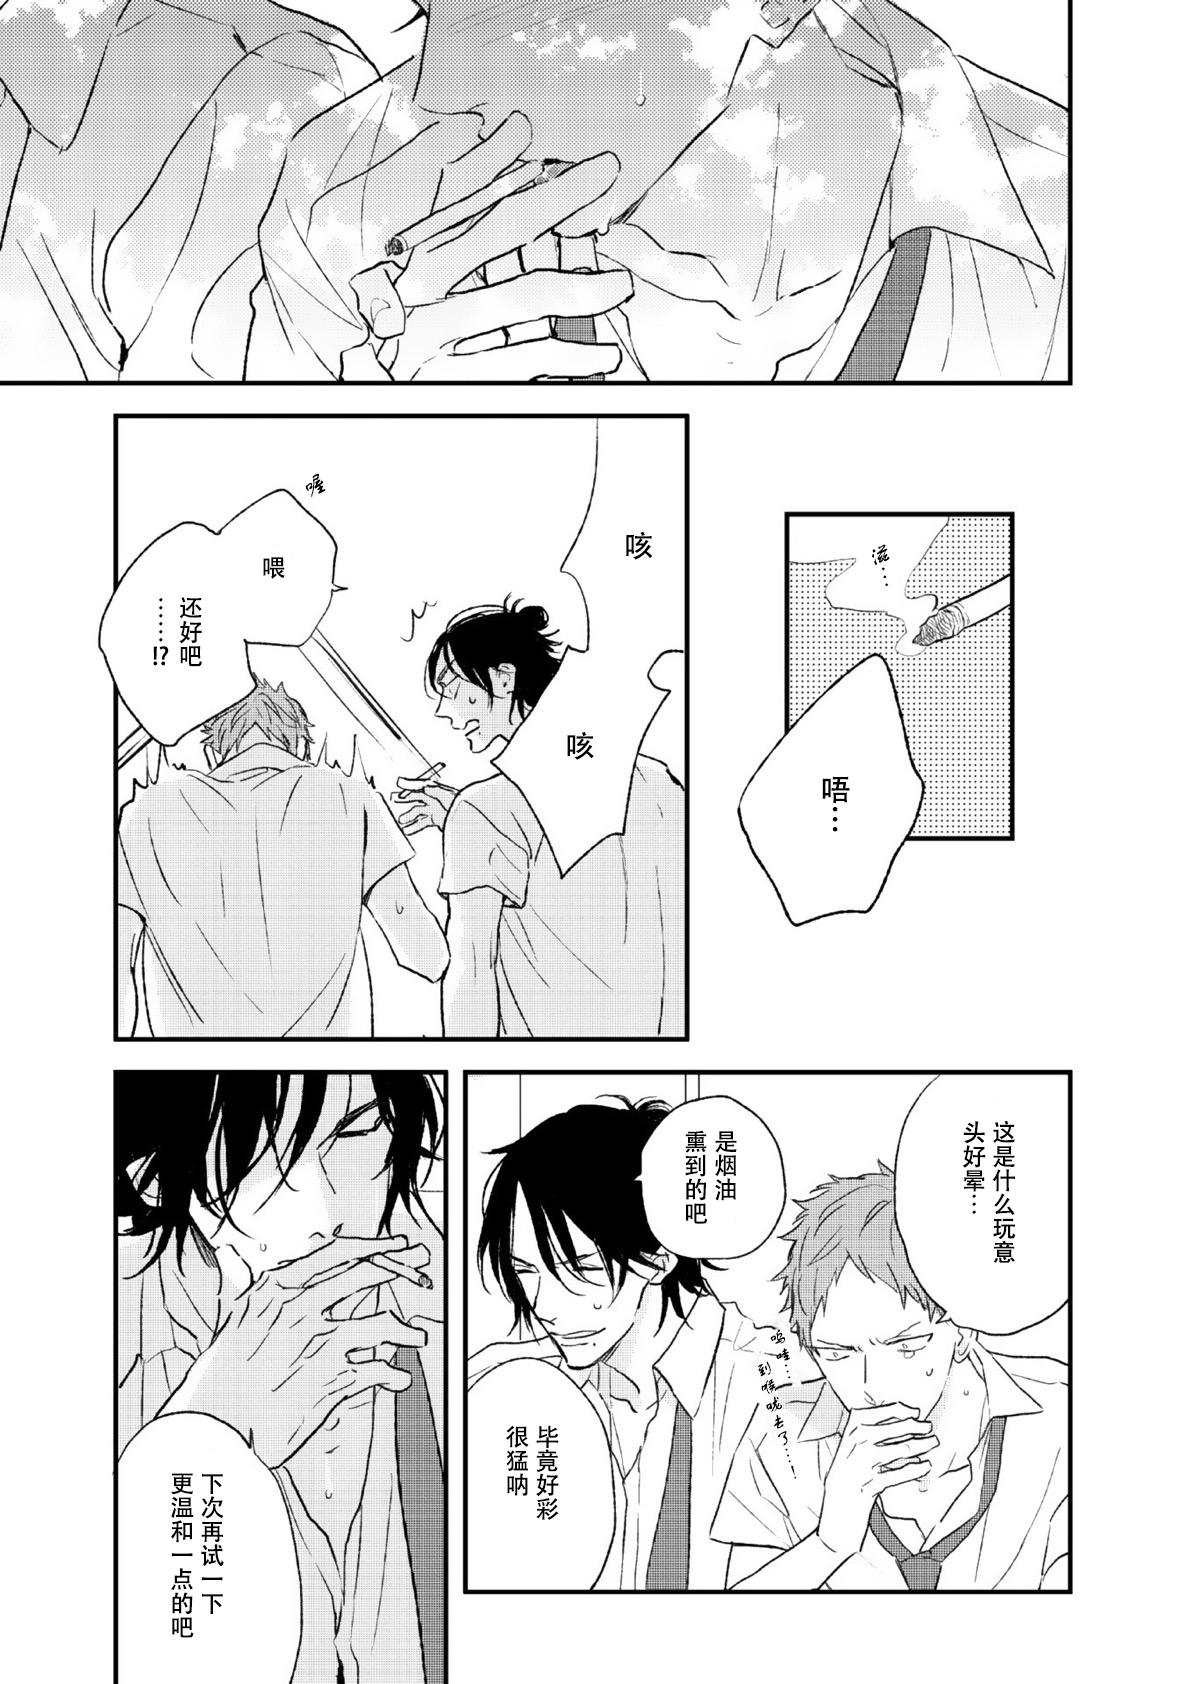 滋…
唔…
咳
咳
喔
喂
还好吧
………!?
这是什么玩意
头好晕…
呜哇…
到喉咙去了…!
是烟油
熏到的吧
毕竟好彩
很猛呐
下次再试一下
更温和一点的吧